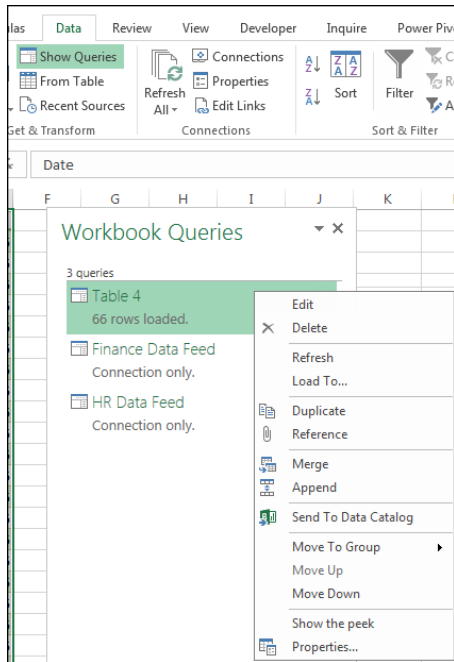 las Data Review View Developer Inquire Power Piv
Show Queries Connections
From Table Properties
Recent Sources Refresh All Edit Links Sort Filter
Get & Transform Connections Sort & Filter
Date
F G H I J K
Workbook Queries
3 queries
Table 4
66 rows loaded.
Finance Data Feed
Connection only.
HR Data Feed
Connection only.
Edit
Delete
Refresh
Load To...
Duplicate
Reference
Merge
Append
Send To Data Catalog
Move To Group
Move Up
Move Down
Show the peek
Properties...